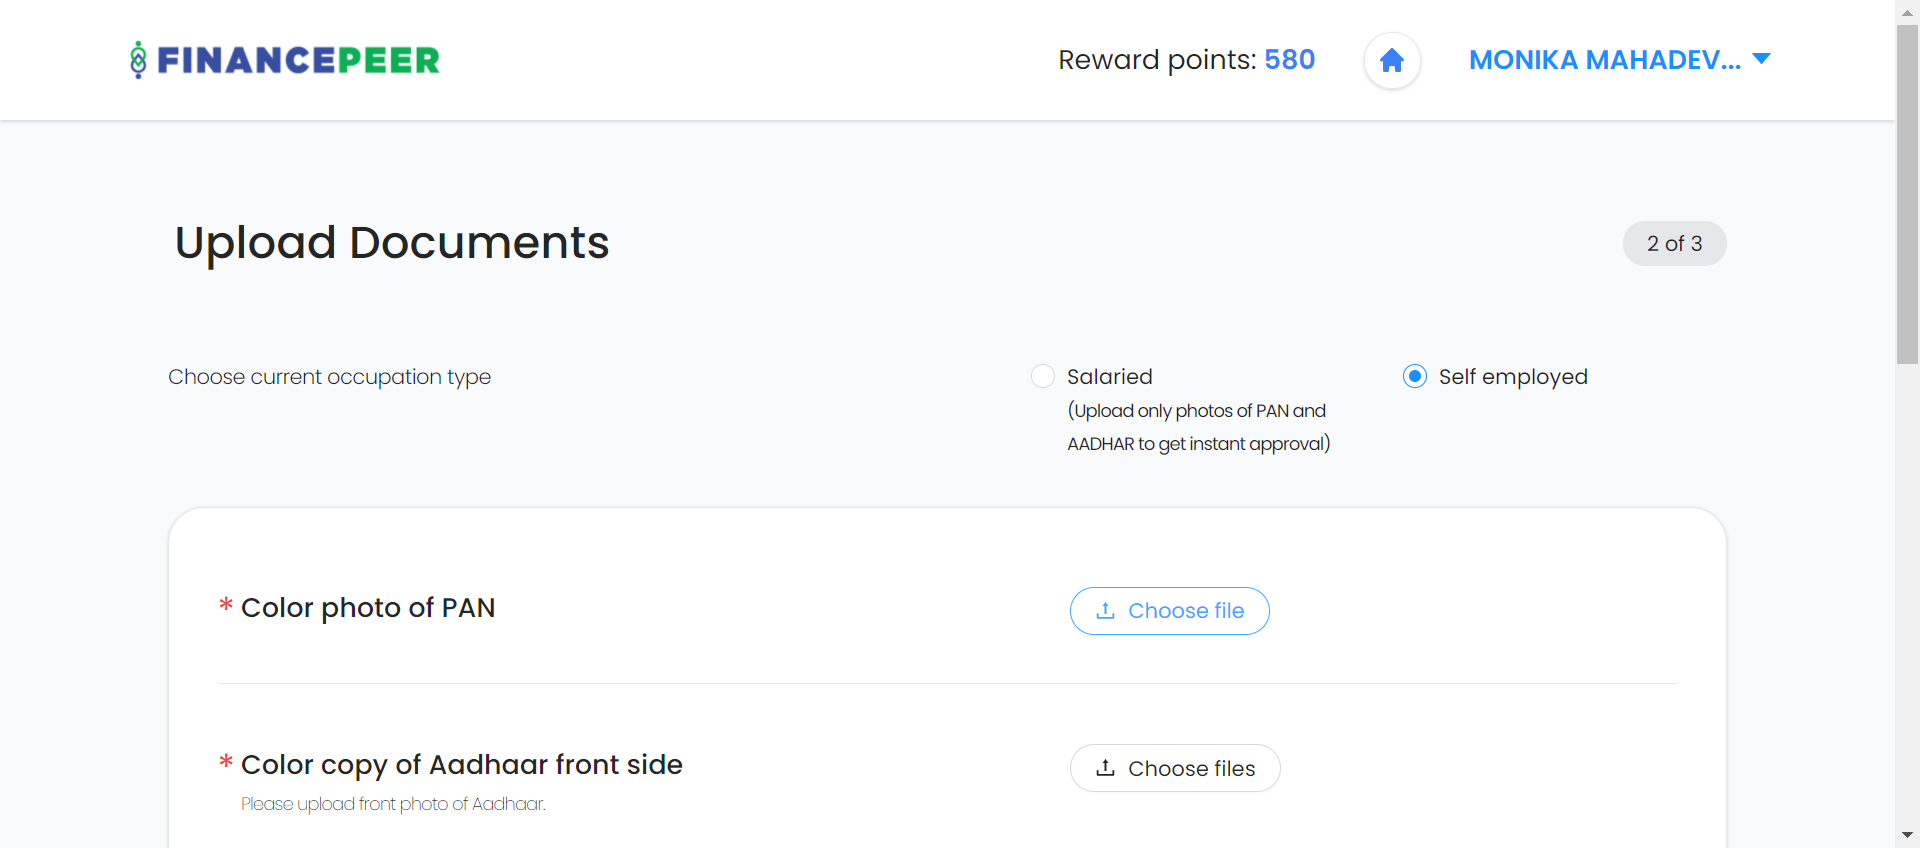 FINANCEPEER
Reward points: 580
MONIKA MAHADEV...
Upload Documents
2 of 3
Choose current occupation type
Salaried
(Upload only photos of PAN and
AADHAR to get instant approval)
Self employed
* Color photo of PAN
Choose file
* Color copy of Aadhaar front side
Choose files
Please upload front photo of Aadhaar.